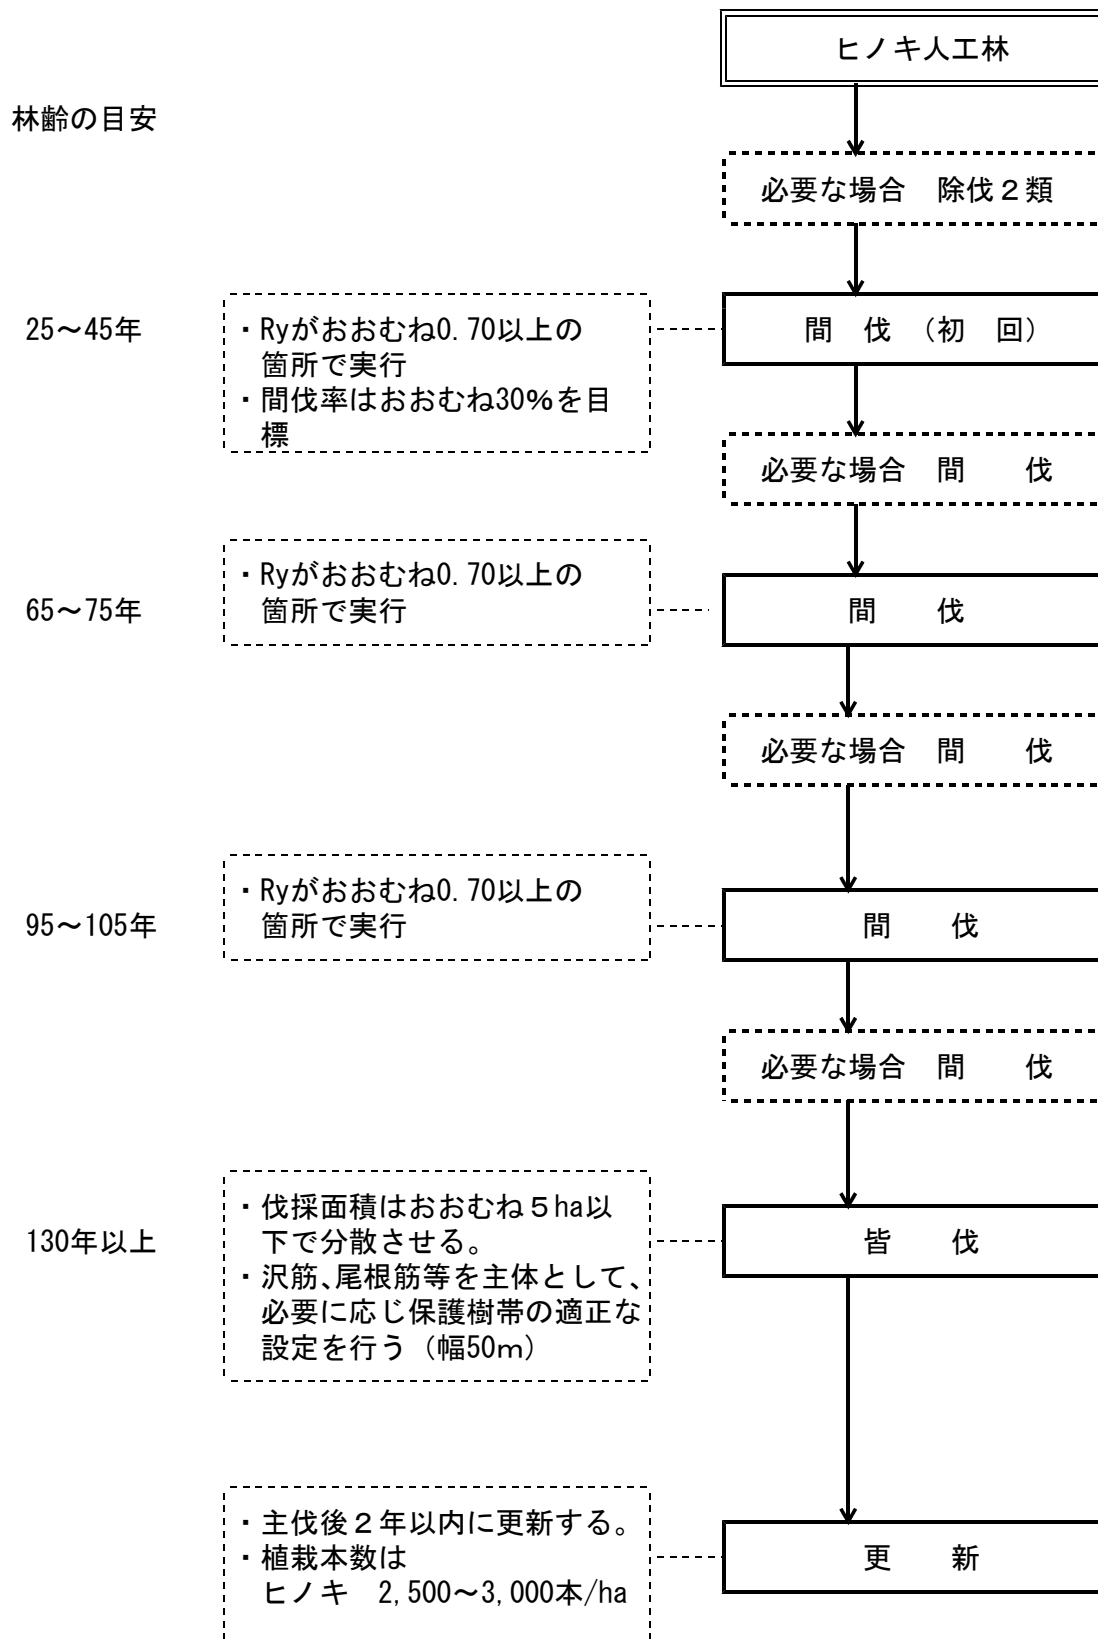 ヒノキ人工林
林齢の目安
必要な場合　除伐２類
25～45年
・Ryがおおむね0.70以上の
箇所で実行
・間伐率はおおむね30％を目
標
間　伐　（初　回）
必要な場合　間　　伐
65～75年
・Ryがおおむね0.70以上の
箇所で実行
間　　伐
必要な場合　間　　伐
95～105年
・Ryがおおむね0.70以上の
箇所で実行
間　　伐
必要な場合　間　　伐
130年以上
・伐採面積はおおむね５ha以
下で分散させる。
・沢筋、尾根筋等を主体として、
必要に応じ保護樹帯の適正な
設定を行う（幅50ｍ）
皆　　伐
・主伐後２年以内に更新する。
・植栽本数は
ヒノキ　2,500～3,000本/ha
更　　新